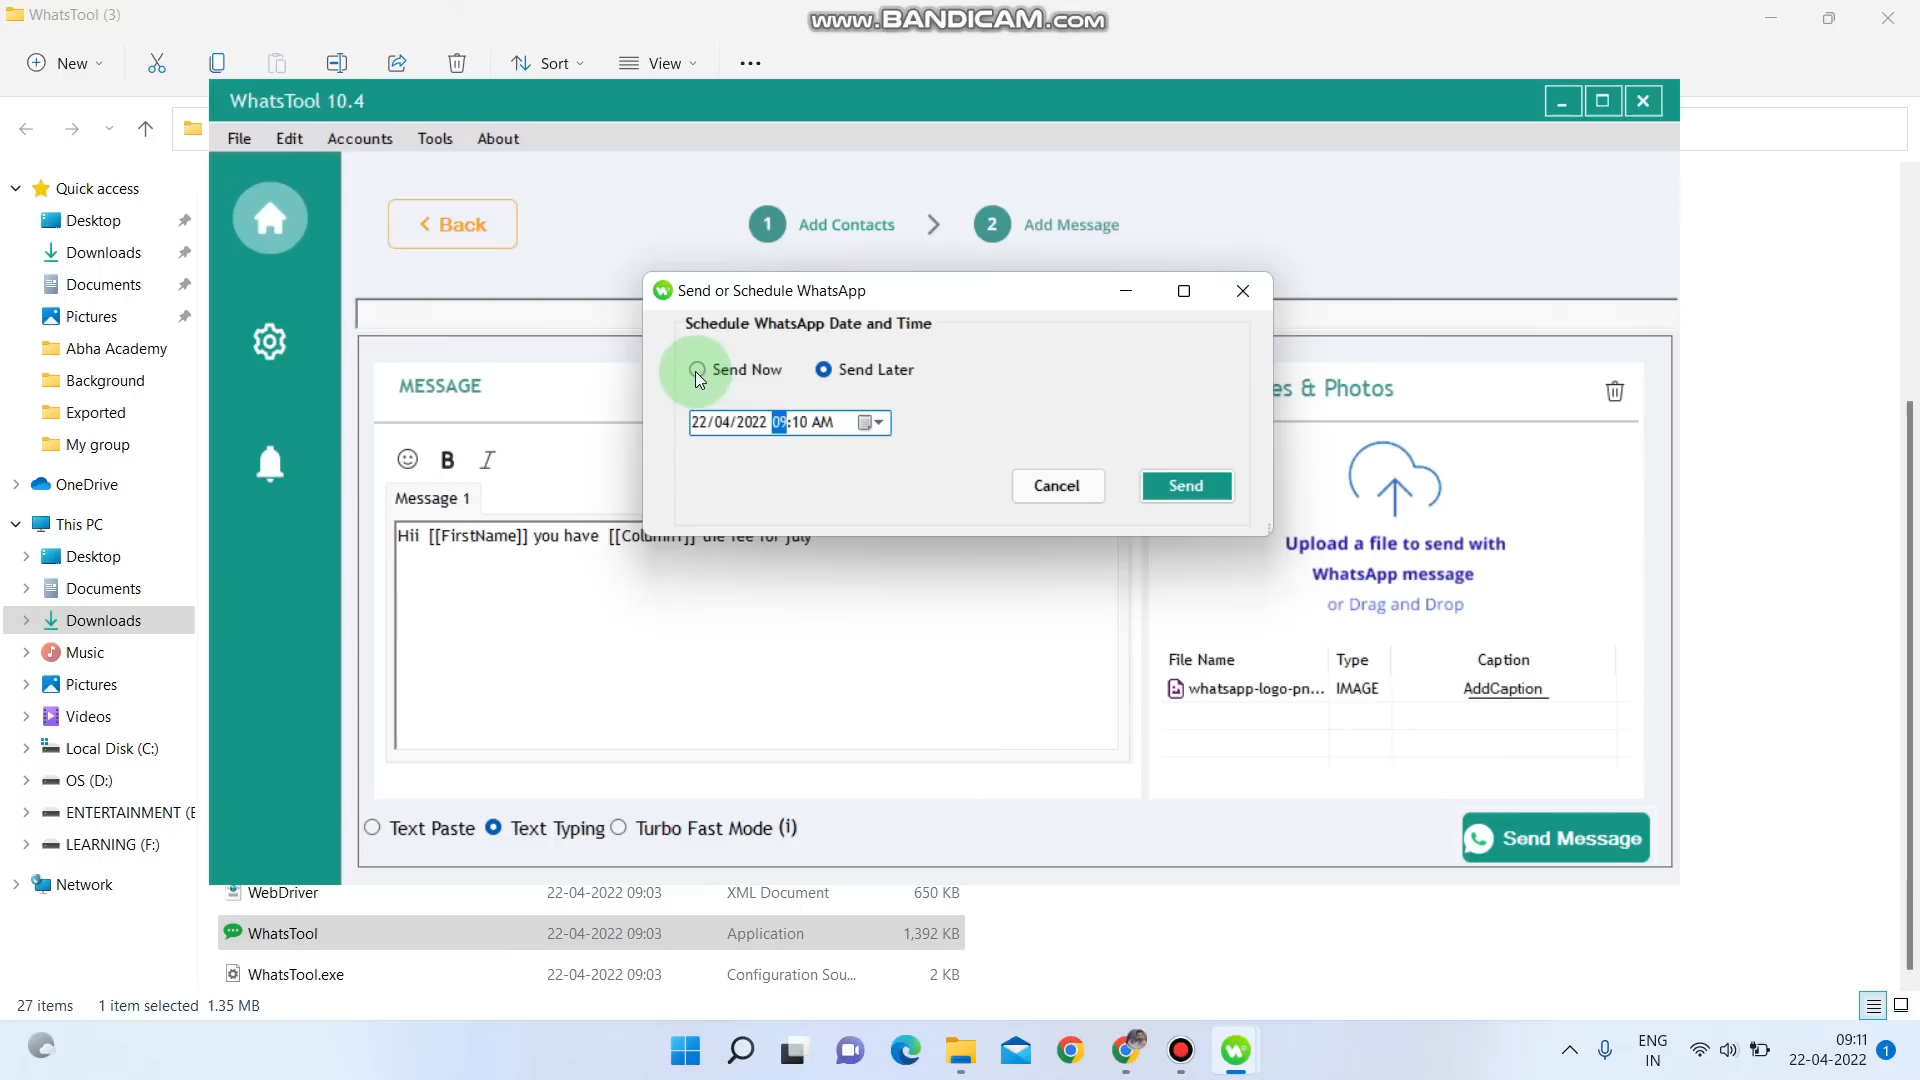 WhatsTool (3)
www.BANDICAM.com
New
Sort
View
WhatsTool 10.4
File Edit Accounts Tools About
Quick access
Desktop
Downloads
Documents
Pictures
Abha Academy
Background
Exported
My group
OneDrive
This PC
Desktop
Documents
Downloads
Music
Pictures
Videos
Local Disk (C:)
OS (D:)
ENTERTAINMENT (E
LEARNING (F:)
Network
Back
1 Add Contacts
2 Add Message
Send or Schedule WhatsApp
Schedule WhatsApp Date and Time
Send Now Send Later
22/04/2022 09:10 AM
Cancel Send
MESSAGE
B I
Message 1
Hii [[FirstName]] you have [[Column1]] the fee for july
es & Photos
Upload a file to send with
WhatsApp message
or Drag and Drop
File Name Type Caption
whatsapp-logo-pn... IMAGE AddCaption
Text Paste Text Typing Turbo Fast Mode (i)
Send Message
WebDriver 22-04-2022 09:03 XML Document 650 KB
WhatsTool 22-04-2022 09:03 Application 1,392 KB
WhatsTool.exe 22-04-2022 09:03 Configuration Sou... 2 KB
27 items 1 item selected 1.35 MB
ENG
IN
09:11
22-04-2022
1